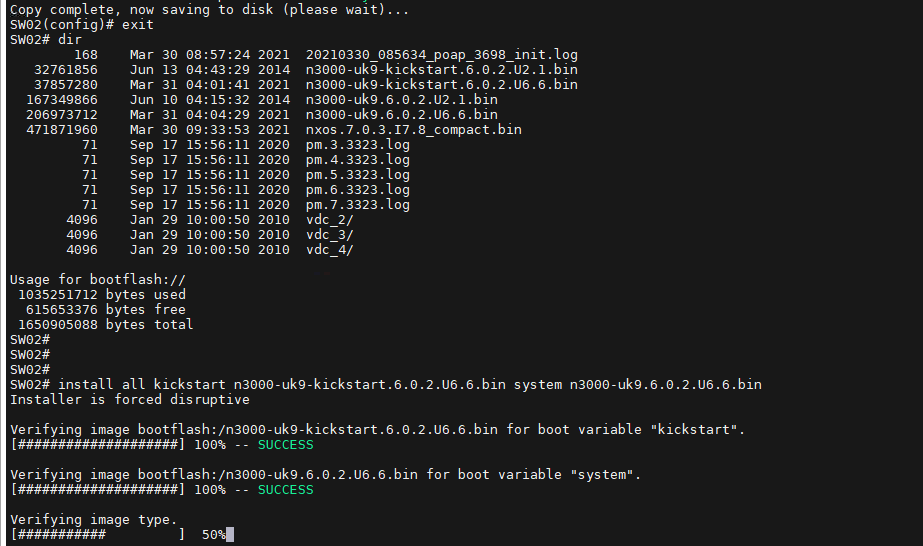 Copy complete, now saving to disk (please wait)...
SW02(config)# exit
SW02# dir
168    Mar 30 08:57:24 2021  20210330_085634_poap_3698_init.log
32761856    Jun 13 04:43:29 2014  n3000-uk9-kickstart.6.0.2.U2.1.bin
37857280    Mar 31 04:01:41 2021  n3000-uk9-kickstart.6.0.2.U6.6.bin
167349866    Jun 10 04:15:32 2014  n3000-uk9.6.0.2.U2.1.bin
206973712    Mar 31 04:04:29 2021  n3000-uk9.6.0.2.U6.6.bin
471871960    Mar 30 09:33:53 2021  nxos.7.0.3.I7.8_compact.bin
71    Sep 17 15:56:11 2020  pm.3.3323.log
71    Sep 17 15:56:11 2020  pm.4.3323.log
71    Sep 17 15:56:11 2020  pm.5.3323.log
71    Sep 17 15:56:11 2020  pm.6.3323.log
71    Sep 17 15:56:11 2020  pm.7.3323.log
4096    Jan 29 10:00:50 2010  vdc_2/
4096    Jan 29 10:00:50 2010  vdc_3/
4096    Jan 29 10:00:50 2010  vdc_4/
Usage for bootflash://
1035251712 bytes used
615653376 bytes free
1650905088 bytes total
SW02#
SW02#
SW02#
SW02# install all kickstart n3000-uk9-kickstart.6.0.2.U6.6.bin system n3000-uk9.6.0.2.U6.6.bin
Installer is forced disruptive
Verifying image bootflash:/n3000-uk9-kickstart.6.0.2.U6.6.bin for boot variable "kickstart".
[####################] 100% -- SUCCESS
Verifying image bootflash:/n3000-uk9.6.0.2.U6.6.bin for boot variable "system".
[####################] 100% -- SUCCESS
Verifying image type.
[###########         ]  50%